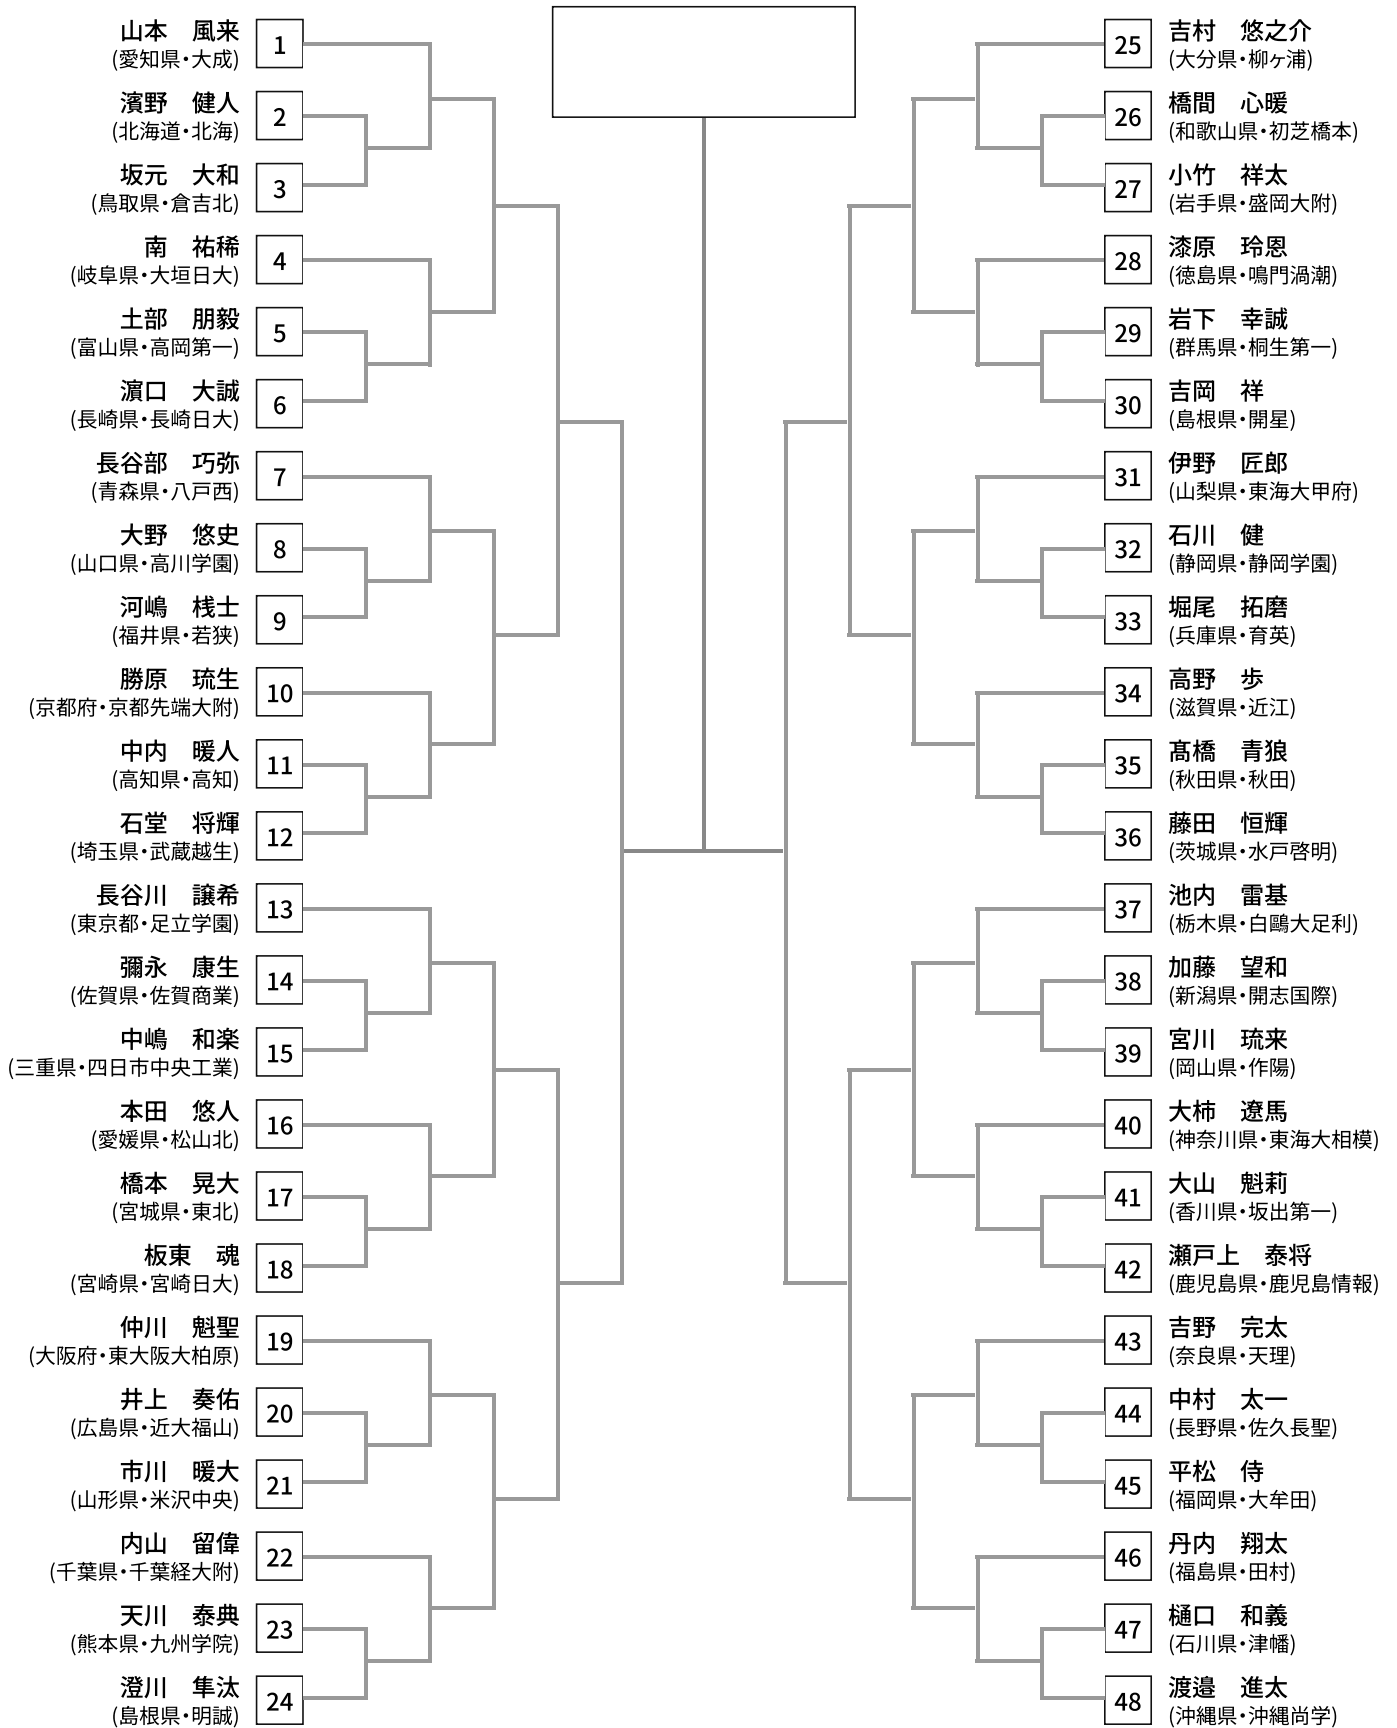 山本　風来
(愛知県・大成)
1
濱野　健人
(北海道・北海)
2
坂元　大和
(鳥取県・倉吉北)
3
南　祐稀
(岐阜県・大垣日大)
4
土部　朋毅
(富山県・高岡第一)
5
濵口　大誠
(長崎県・長崎日大)
6
長谷部　巧弥
(青森県・八戸西)
7
大野　悠史
(山口県・高川学園)
8
河嶋　桟士
(福井県・若狭)
9
勝原　琉生
(京都府・京都先端大附)
10
中内　暖人
(高知県・高知)
11
石堂　将輝
(埼玉県・武蔵越生)
12
長谷川　譲希
(東京都・足立学園)
13
彌永　康生
(佐賀県・佐賀商業)
14
中嶋　和楽
(三重県・四日市中央工業)
15
本田　悠人
(愛媛県・松山北)
16
橋本　晃大
(宮城県・東北)
17
板東　魂
(宮崎県・宮崎日大)
18
仲川　魁聖
(大阪府・東大阪大柏原)
19
井上　奏佑
(広島県・近大福山)
20
市川　暖大
(山形県・米沢中央)
21
内山　留偉
(千葉県・千葉経大附)
22
天川　泰典
(熊本県・九州学院)
23
澄川　隼汰
(島根県・明誠)
24
25
吉村　悠之介
(大分県・柳ヶ浦)
26
橋間　心暖
(和歌山県・初芝橋本)
27
小竹　祥太
(岩手県・盛岡大附)
28
漆原　玲恩
(徳島県・鳴門渦潮)
29
岩下　幸誠
(群馬県・桐生第一)
30
吉岡　祥
(島根県・開星)
31
伊野　匠郎
(山梨県・東海大甲府)
32
石川　健
(静岡県・静岡学園)
33
堀尾　拓磨
(兵庫県・育英)
34
高野　歩
(滋賀県・近江)
35
髙橋　青狼
(秋田県・秋田)
36
藤田　恒輝
(茨城県・水戸啓明)
37
池内　雷基
(栃木県・白鷗大足利)
38
加藤　望和
(新潟県・開志国際)
39
宮川　琉来
(岡山県・作陽)
40
大柿　遼馬
(神奈川県・東海大相模)
41
大山　魁莉
(香川県・坂出第一)
42
瀬戸上　泰将
(鹿児島県・鹿児島情報)
43
吉野　完太
(奈良県・天理)
44
中村　太一
(長野県・佐久長聖)
45
平松　侍
(福岡県・大牟田)
46
丹内　翔太
(福島県・田村)
47
樋口　和義
(石川県・津幡)
48
渡邉　進太
(沖縄県・沖縄尚学)